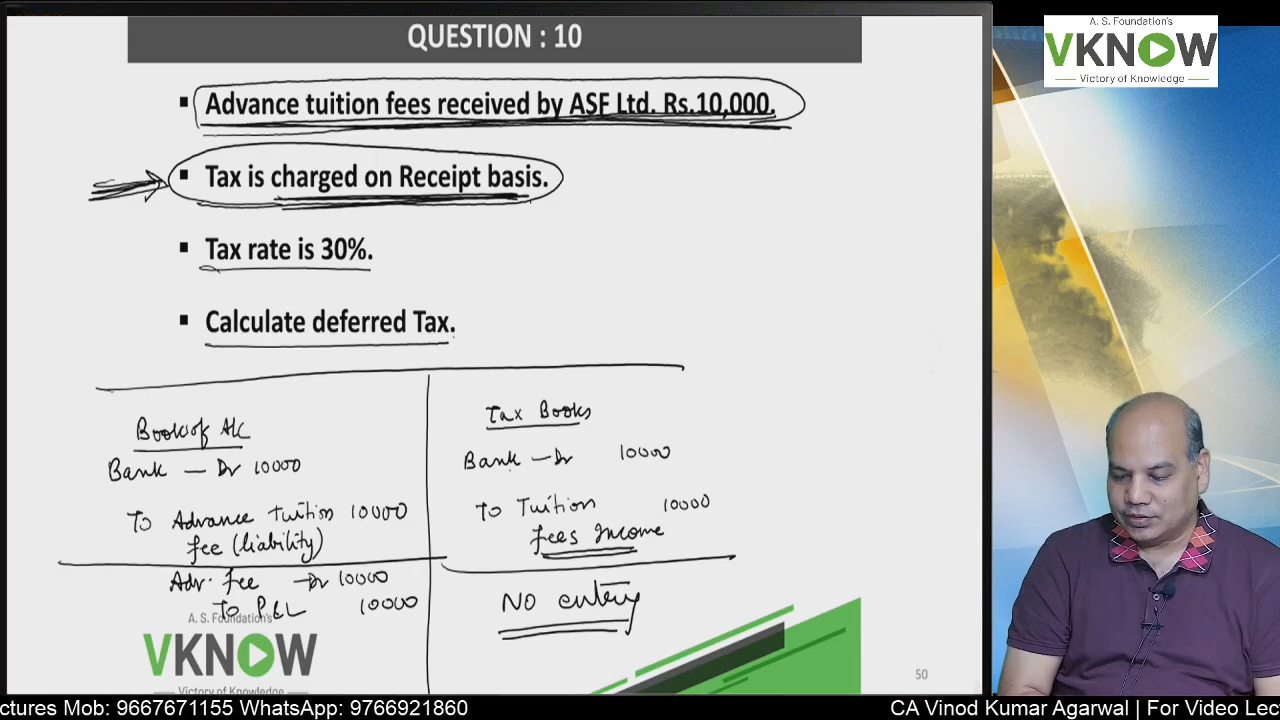 QUESTION : 10
A. S. Foundation's
VKNOW
Victory of Knowledge
Advance tuition fees received by ASF Ltd. Rs.10,000.
Tax is charged on Receipt basis.
Tax rate is 30%.
Calculate deferred Tax.
Book of A/c
Bank — Dr 10000
To Advance tuition 10000
fee (liability)
Adv. fee — Dr 10000
To P&L 10000
Tax Books
Bank — Dr 10000
To Tuition 10000
fees Income
NO entry
A. S. Foundation's
VKNOW
Victory of Knowledge
50
ctures Mob: 9667671155 WhatsApp: 9766921860
CA Vinod Kumar Agarwal | For Video Lec